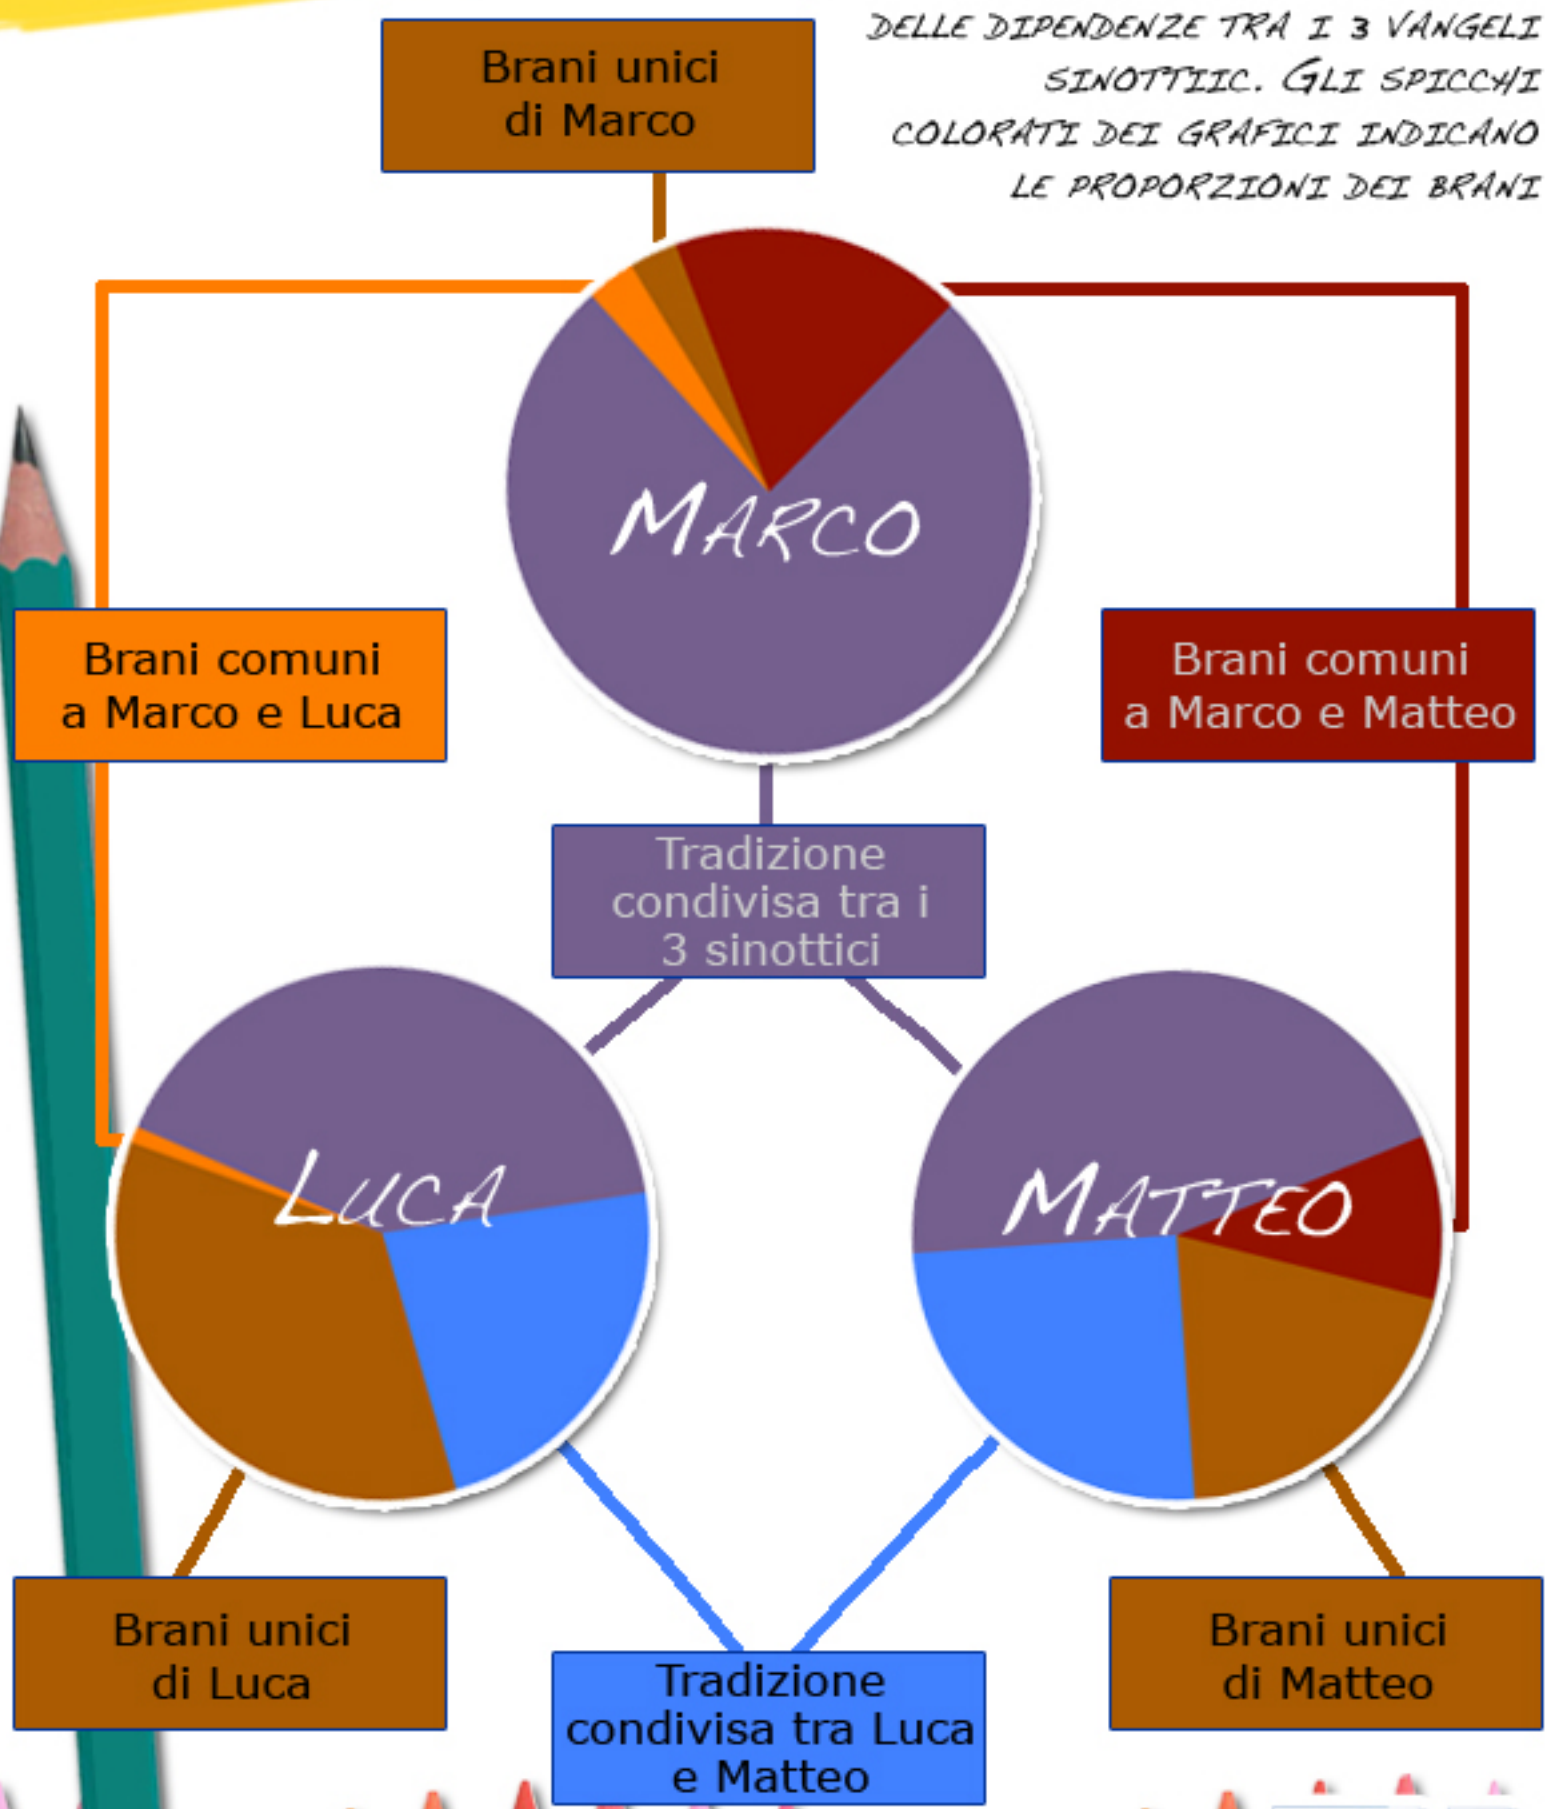 DELLE DIPENDENZE TRA I 3 VANGELI
SINOTTIIC. GLI SPICCHI
COLORATI DEI GRAFICI INDICANO
LE PROPORZIONI DEI BRANI
Brani unici
di Marco
MARCO
Brani comuni
a Marco e Luca
Brani comuni
a Marco e Matteo
Tradizione
condivisa tra i
3 sinottici
LUCA
MATTEO
Brani unici
di Luca
Tradizione
condivisa tra Luca
e Matteo
Brani unici
di Matteo